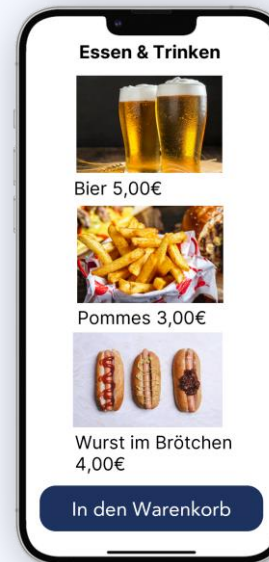 Essen & Trinken
Bier 5,00€
Pommes 3,00€
Wurst im Brötchen
4,00€
In den Warenkorb